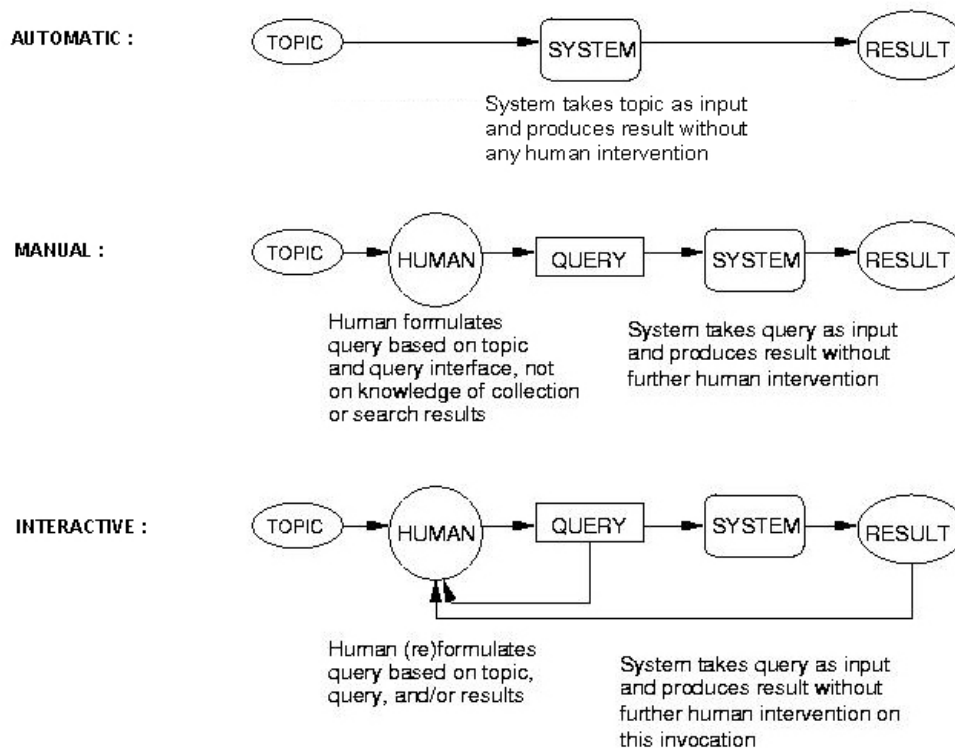 AUTOMATIC :
TOPIC
SYSTEM
RESULT
System takes topic as input
and produces result without
any human intervention
MANUAL :
TOPIC
HUMAN
QUERY
SYSTEM
RESULT
Human formulates
query based on topic
and query interface, not
on knowledge of collection
or search results
System takes query as input
and produces result without
further human intervention
INTERACTIVE :
TOPIC
HUMAN
QUERY
SYSTEM
RESULT
Human (re)formulates
query based on topic,
query, and/or results
System takes query as input
and produces result without
further human intervention on
this invocation